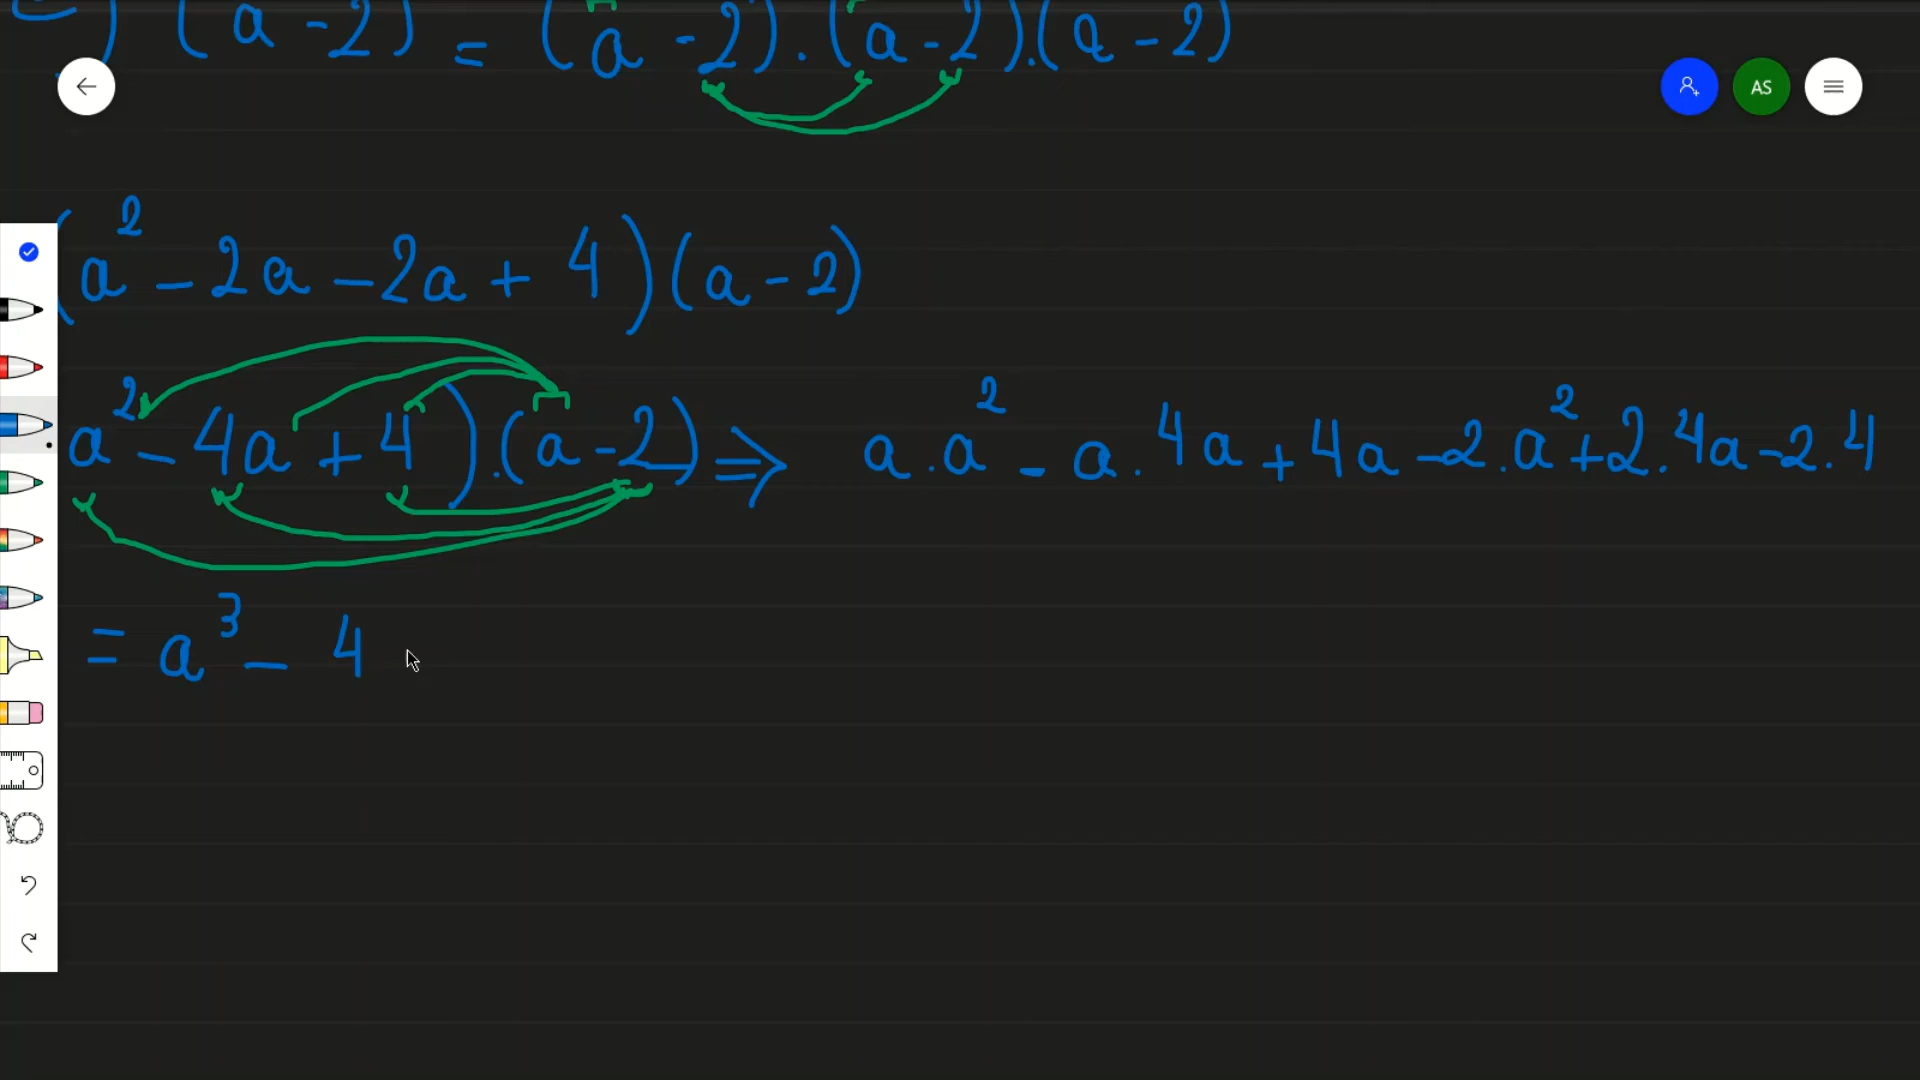 ) (a - 2) = (a - 2) . (a - 2) . (a - 2)
AS
(a² - 2a - 2a + 4) (a - 2)
a² - 4a + 4) . (a - 2) ⇒ a . a² - a . 4a + 4a - 2 . a² + 2 . 4a - 2 . 4
= a³ - 4